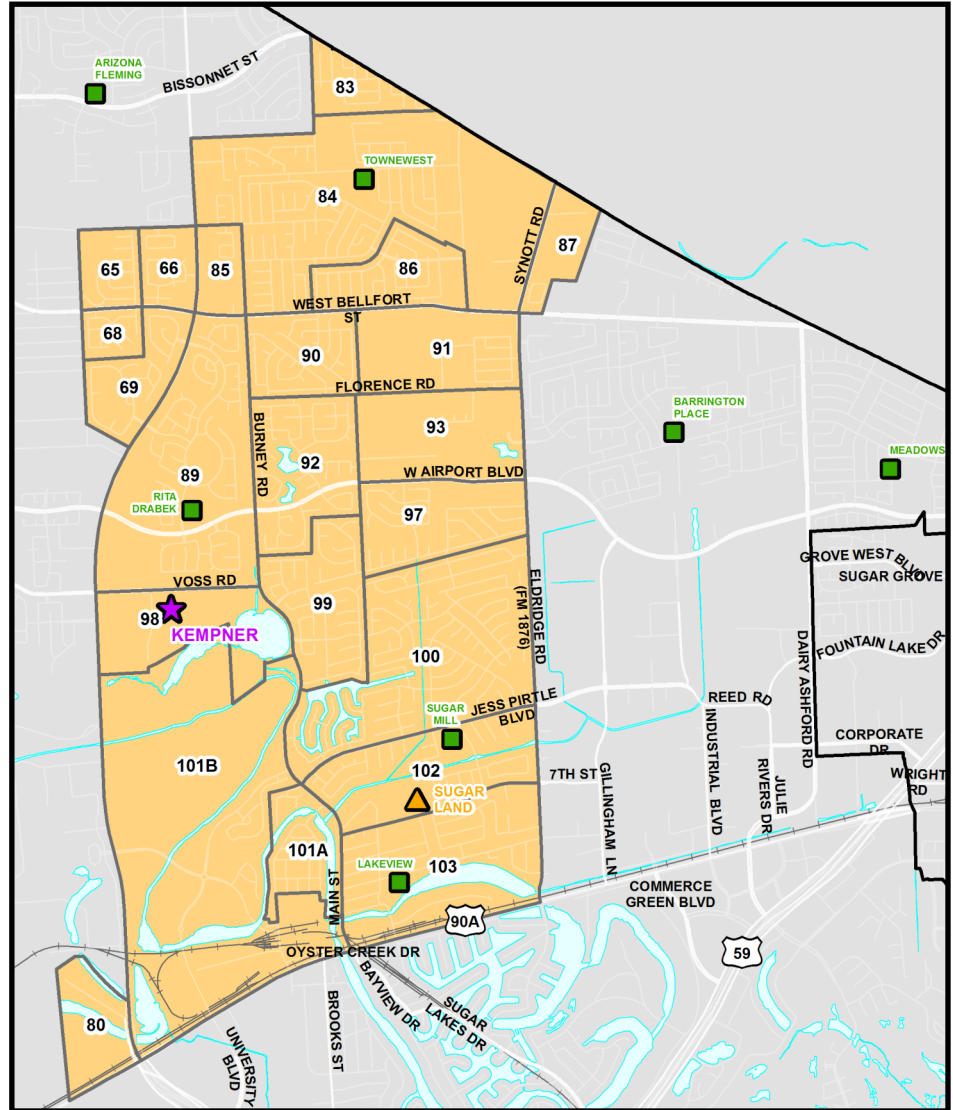 ARIZONA
FLEMING
BISSONNET ST
83
TOWNEWEST
84
SYNOTT RD
87
65
66
85
86
WEST BELLFORT
ST
68
90
91
69
FLORENCE RD
BARRINGTON
PLACE
BURNEY RD
93
MEADOWS
92
89
W AIRPORT BLVD
RITA
DRABEK
97
GROVE WEST BLVD
SUGAR GROVE
VOSS RD
ELDRIDGE RD
(FM 1876)
99
98
KEMPNER
DAIRY ASHFORD RD
FOUNTAIN LAKE DR
100
JESS PIRTLE
BLVD
REED RD
SUGAR
MILL
INDUSTRIAL BLVD
CORPORATE
DR
101B
102
7TH ST
GILLINGHAM LN
JULIE
RIVERS DR
WRIGHT
RD
SUGAR
LAND
101A
LAKEVIEW
103
MAIN ST
COMMERCE
GREEN BLVD
90A
OYSTER CREEK DR
59
BAYVIEW DR
SUGAR
LAKES DR
80
UNIVERSITY
BLVD
BROOKS ST